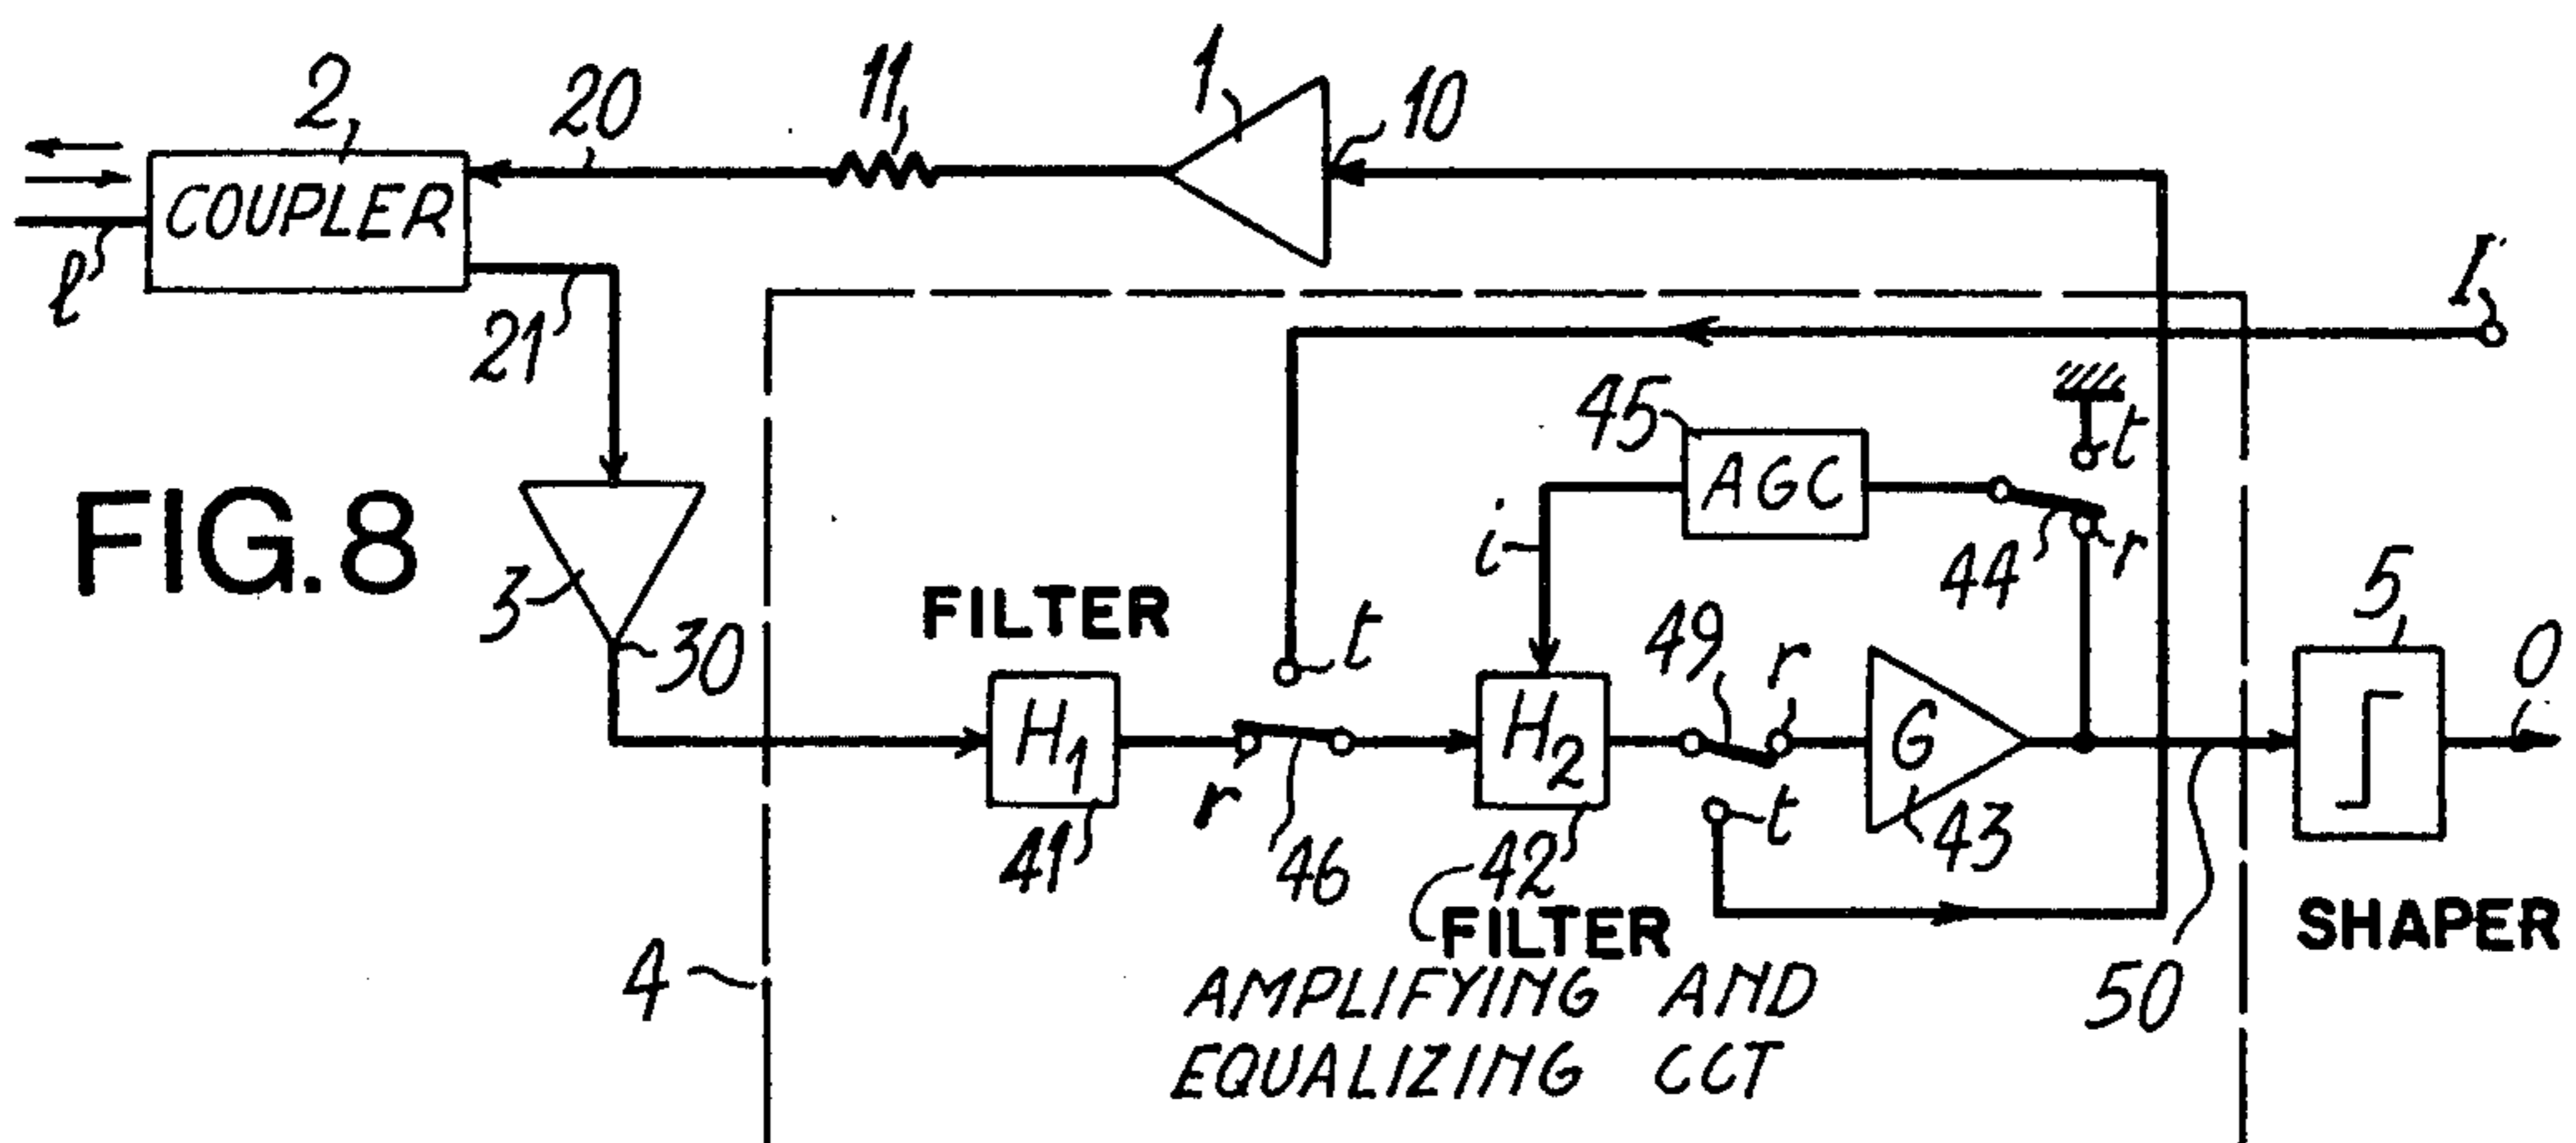 2
20
11
1
10
COUPLER
l
21
I
45
AGC
t
44
r
i
FIG.8
3
30
FILTER
t
49
r
5
O
H1
r
46
H2
t
G
43
41
42
FILTER
4
AMPLIFYING AND
EQUALIZING CCT
50
SHAPER